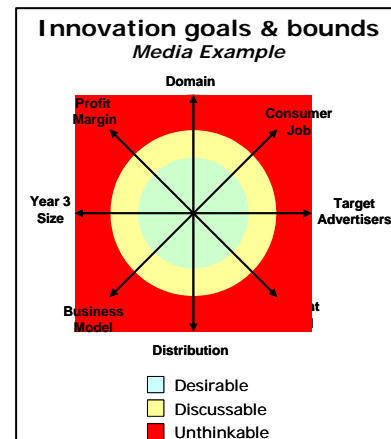 Innovation goals & bounds
Media Example
Domain
Profit
Margin
Consumer
Job
Year 3
Size
Target
Advertisers
Business
Model
Distribution
Desirable
Discussable
Unthinkable